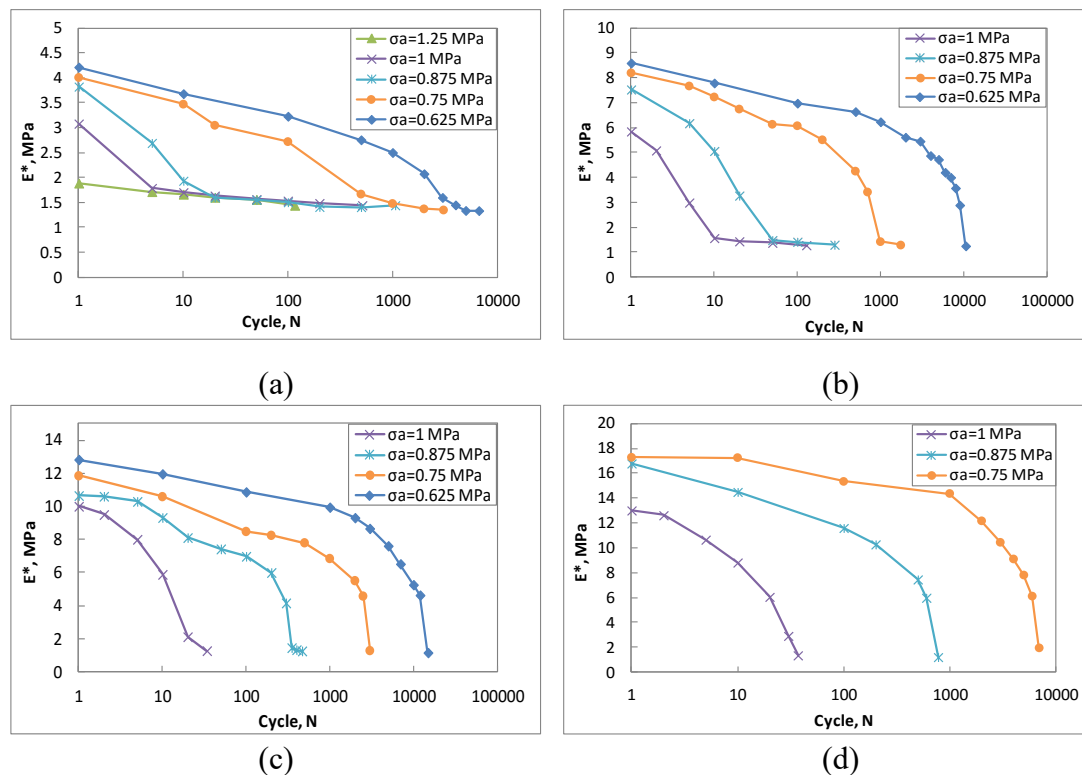 5
4.5
4
3.5
3
2.5
2
1.5
1
0.5
0
E*, MPa
1 10 100 1000 10000
Cycle, N
σa=1.25 MPa
σa=1 MPa
σa=0.875 MPa
σa=0.75 MPa
σa=0.625 MPa
(a)
10
9
8
7
6
5
4
3
2
1
0
E*, MPa
1 10 100 1000 10000 100000
Cycle, N
σa=1 MPa
σa=0.875 MPa
σa=0.75 MPa
σa=0.625 MPa
(b)
14
12
10
8
6
4
2
0
E*, MPa
1 10 100 1000 10000 100000
Cycle, N
σa=1 MPa
σa=0.875 MPa
σa=0.75 MPa
σa=0.625 MPa
(c)
20
18
16
14
12
10
8
6
4
2
0
E*, MPa
1 10 100 1000 10000
Cycle, N
σa=1 MPa
σa=0.875 MPa
σa=0.75 MPa
(d)